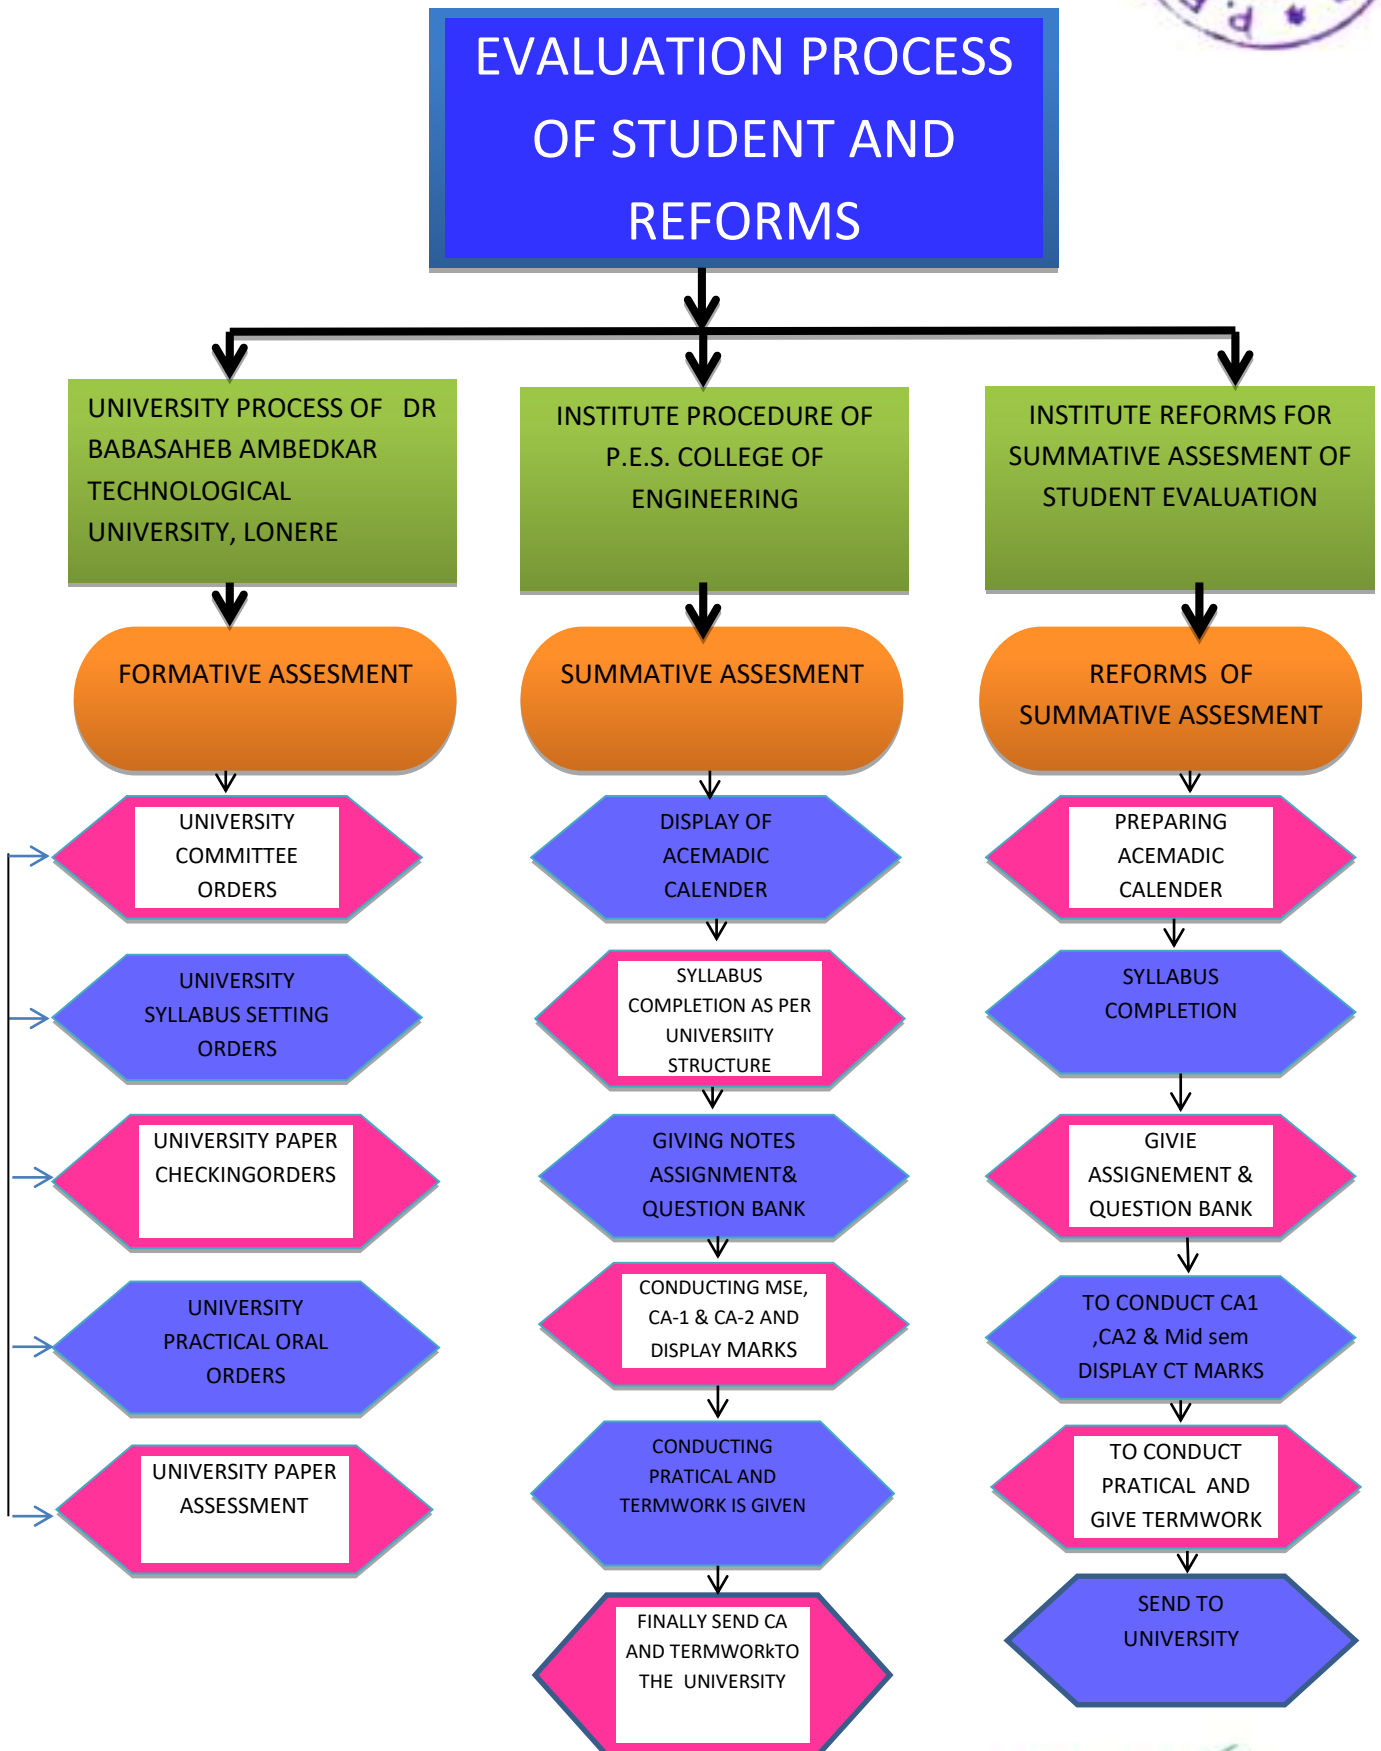 EVALUATION PROCESS
OF STUDENT AND
REFORMS
UNIVERSITY PROCESS OF DR
BABASAHEB AMBEDKAR
TECHNOLOGICAL
UNIVERSITY, LONERE
FORMATIVE ASSESMENT
UNIVERSITY
COMMITTEE
ORDERS
UNIVERSITY
SYLLABUS SETTING
ORDERS
UNIVERSITY PAPER
CHECKINGORDERS
UNIVERSITY
PRACTICAL ORAL
ORDERS
UNIVERSITY PAPER
ASSESSMENT
INSTITUTE PROCEDURE OF
P.E.S. COLLEGE OF
ENGINEERING
SUMMATIVE ASSESMENT
DISPLAY OF
ACEMADIC
CALENDER
SYLLABUS
COMPLETION AS PER
UNIVERSIITY
STRUCTURE
GIVING NOTES
ASSIGNMENT&
QUESTION BANK
CONDUCTING MSE,
CA-1 & CA-2 AND
DISPLAY MARKS
CONDUCTING
PRATICAL AND
TERMWORK IS GIVEN
FINALLY SEND CA
AND TERMWORkTO
THE UNIVERSITY
INSTITUTE REFORMS FOR
SUMMATIVE ASSESMENT OF
STUDENT EVALUATION
REFORMS OF
SUMMATIVE ASSESMENT
PREPARING
ACEMADIC
CALENDER
SYLLABUS
COMPLETION
GIVIE
ASSIGNEMENT &
QUESTION BANK
TO CONDUCT CA1
,CA2 & Mid sem
DISPLAY CT MARKS
TO CONDUCT
PRATICAL AND
GIVE TERMWORK
SEND TO
UNIVERSITY